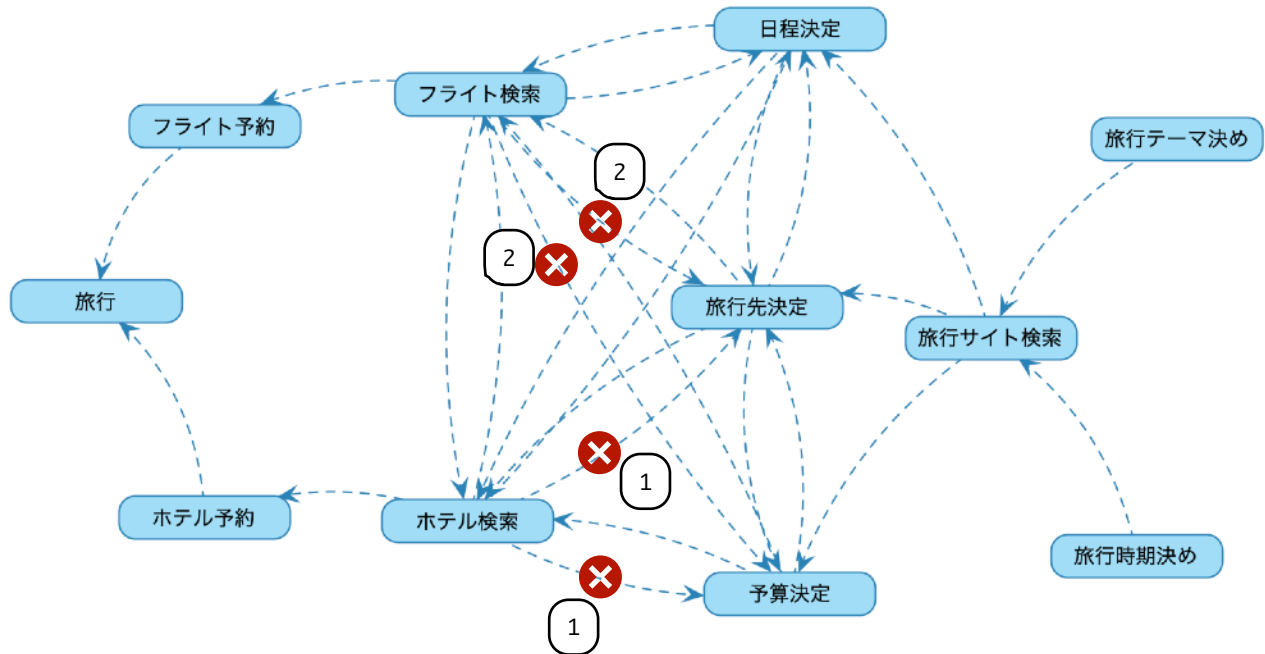 日程決定
フライト検索
フライト予約
旅行テーマ決め
2
2
旅行
旅行先決定
旅行サイト検索
1
ホテル予約
ホテル検索
旅行時期決め
予算決定
1